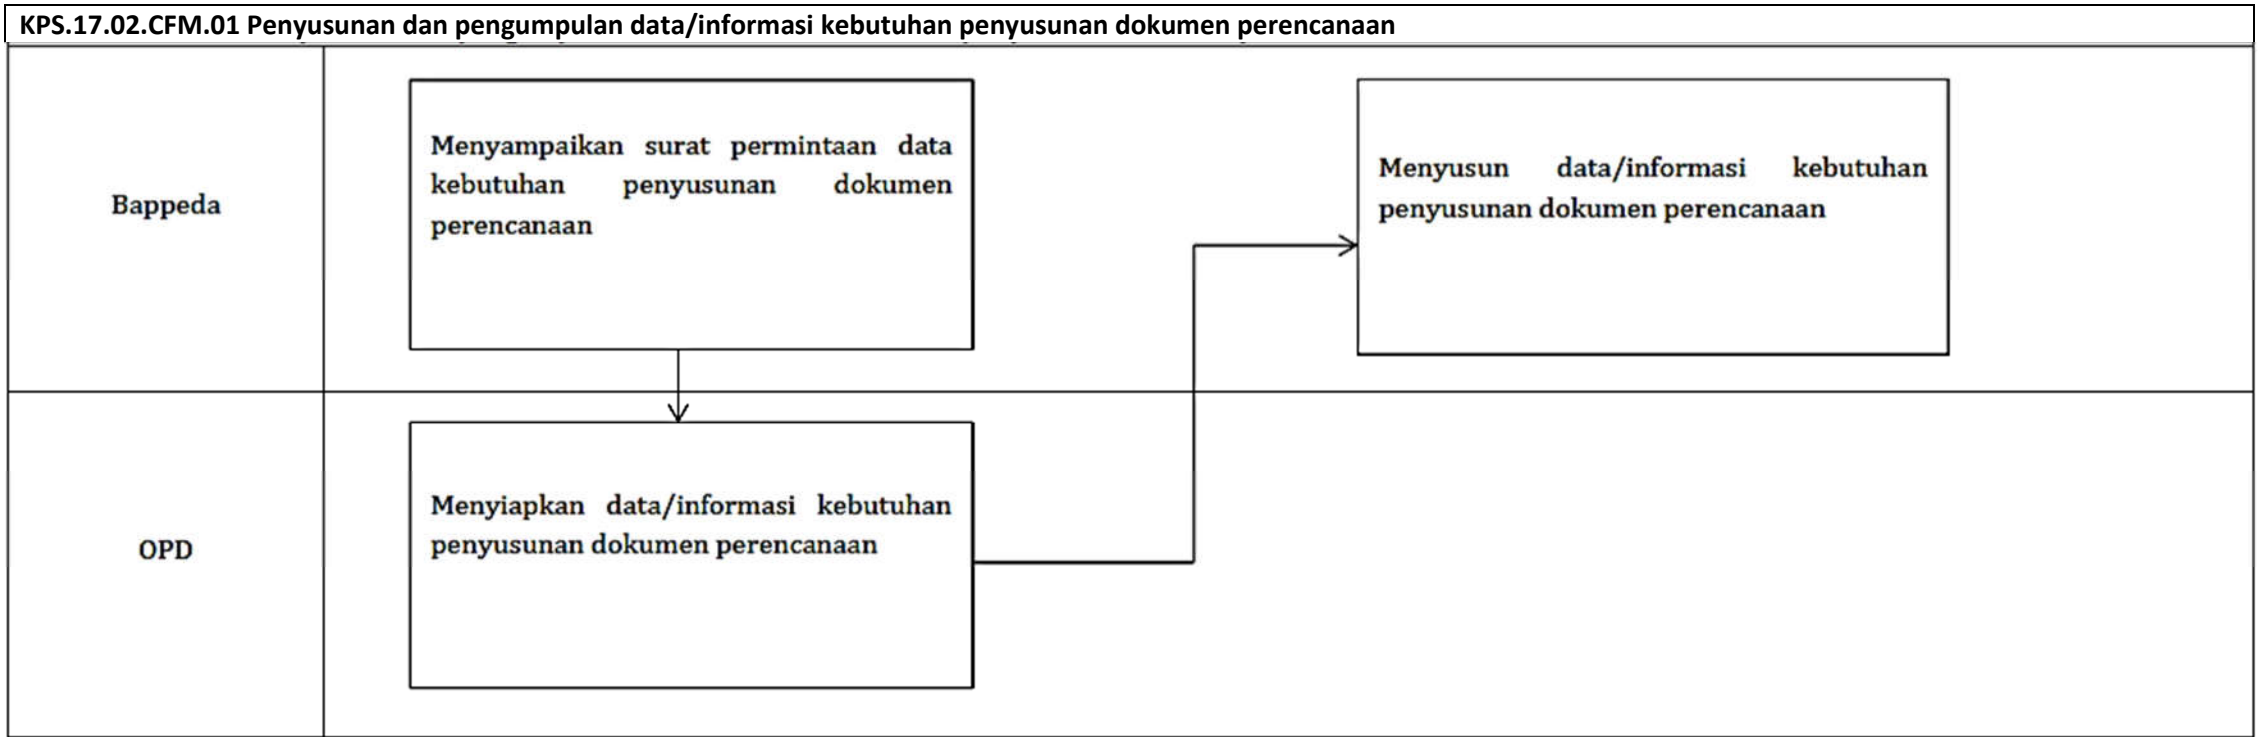 KPS.17.02.CFM.01 Penyusunan dan pengumpulan data/informasi kebutuhan penyusunan dokumen perencanaan
Bappeda
Menyampaikan surat permintaan data
kebutuhan penyusunan dokumen
perencanaan
Menyusun data/informasi kebutuhan
penyusunan dokumen perencanaan
OPD
Menyiapkan data/informasi kebutuhan
penyusunan dokumen perencanaan